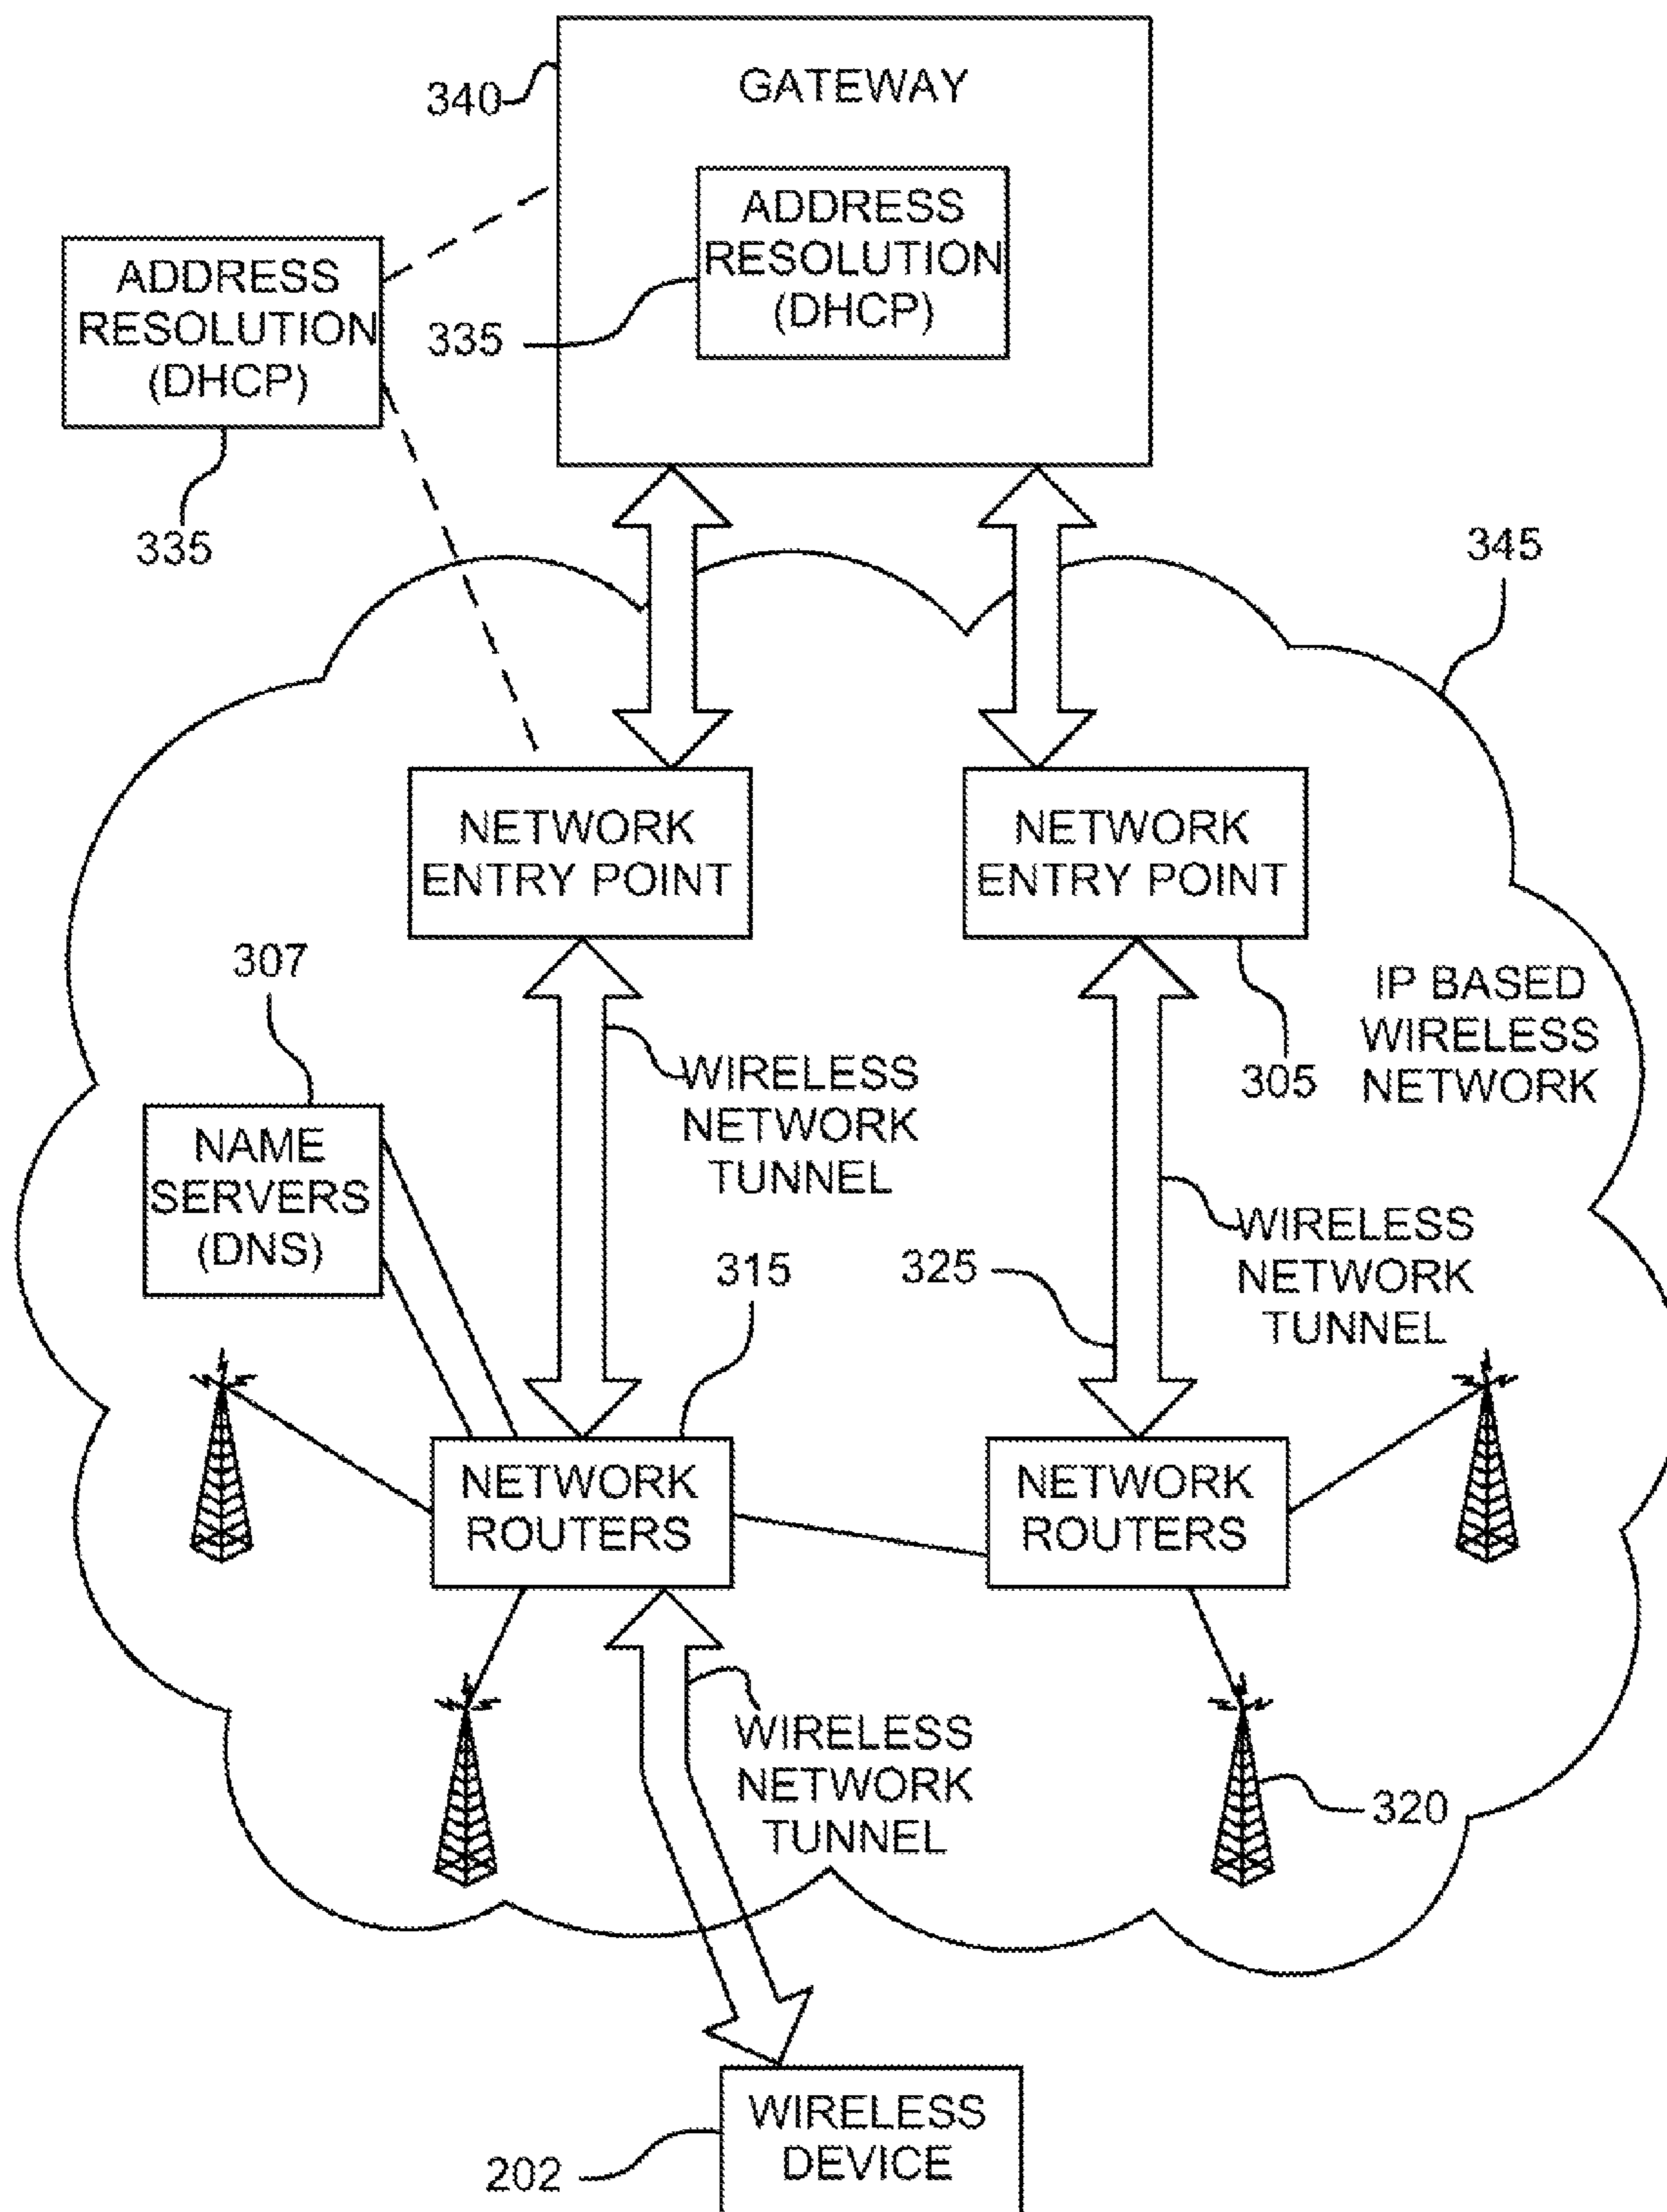 340
GATEWAY
ADDRESS
RESOLUTION
(DHCP)
335
ADDRESS
RESOLUTION
(DHCP)
335
345
NETWORK
ENTRY POINT
NETWORK
ENTRY POINT
305
IP BASED
WIRELESS
NETWORK
307
NAME
SERVERS
(DNS)
WIRELESS
NETWORK
TUNNEL
315
325
WIRELESS
NETWORK
TUNNEL
NETWORK
ROUTERS
NETWORK
ROUTERS
WIRELESS
NETWORK
TUNNEL
320
WIRELESS
DEVICE
202